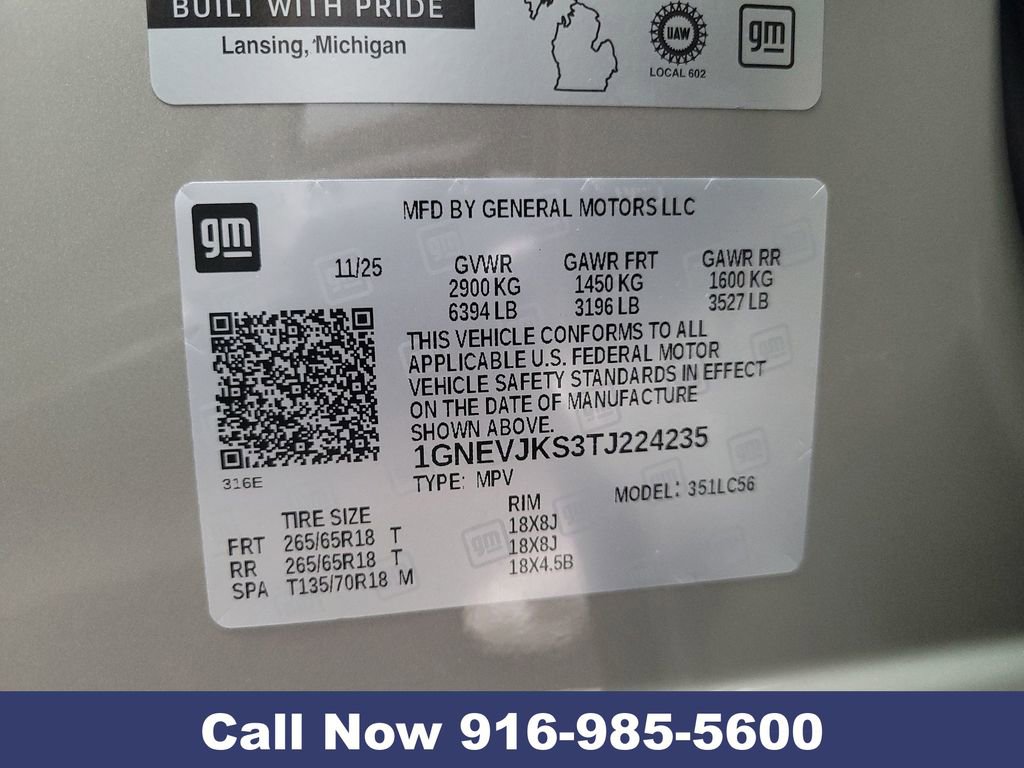 BUILT WITH PRIDE
Lansing, Michigan
UAW
LOCAL 602
gm
MFD BY GENERAL MOTORS LLC
gm
11/25
GVWR GAWR FRT GAWR RR
2900 KG 1450 KG 1600 KG
6394 LB 3196 LB 3527 LB
THIS VEHICLE CONFORMS TO ALL
APPLICABLE U.S. FEDERAL MOTOR
VEHICLE SAFETY STANDARDS IN EFFECT
ON THE DATE OF MANUFACTURE
SHOWN ABOVE.
1GNEVJKS3TJ224235
316E
TYPE: MPV MODEL: 351LC56
TIRE SIZE RIM
FRT 265/65R18 T 18X8J
RR 265/65R18 T 18X8J
SPA T135/70R18 M 18X4.5B
gm
Call Now 916-985-5600